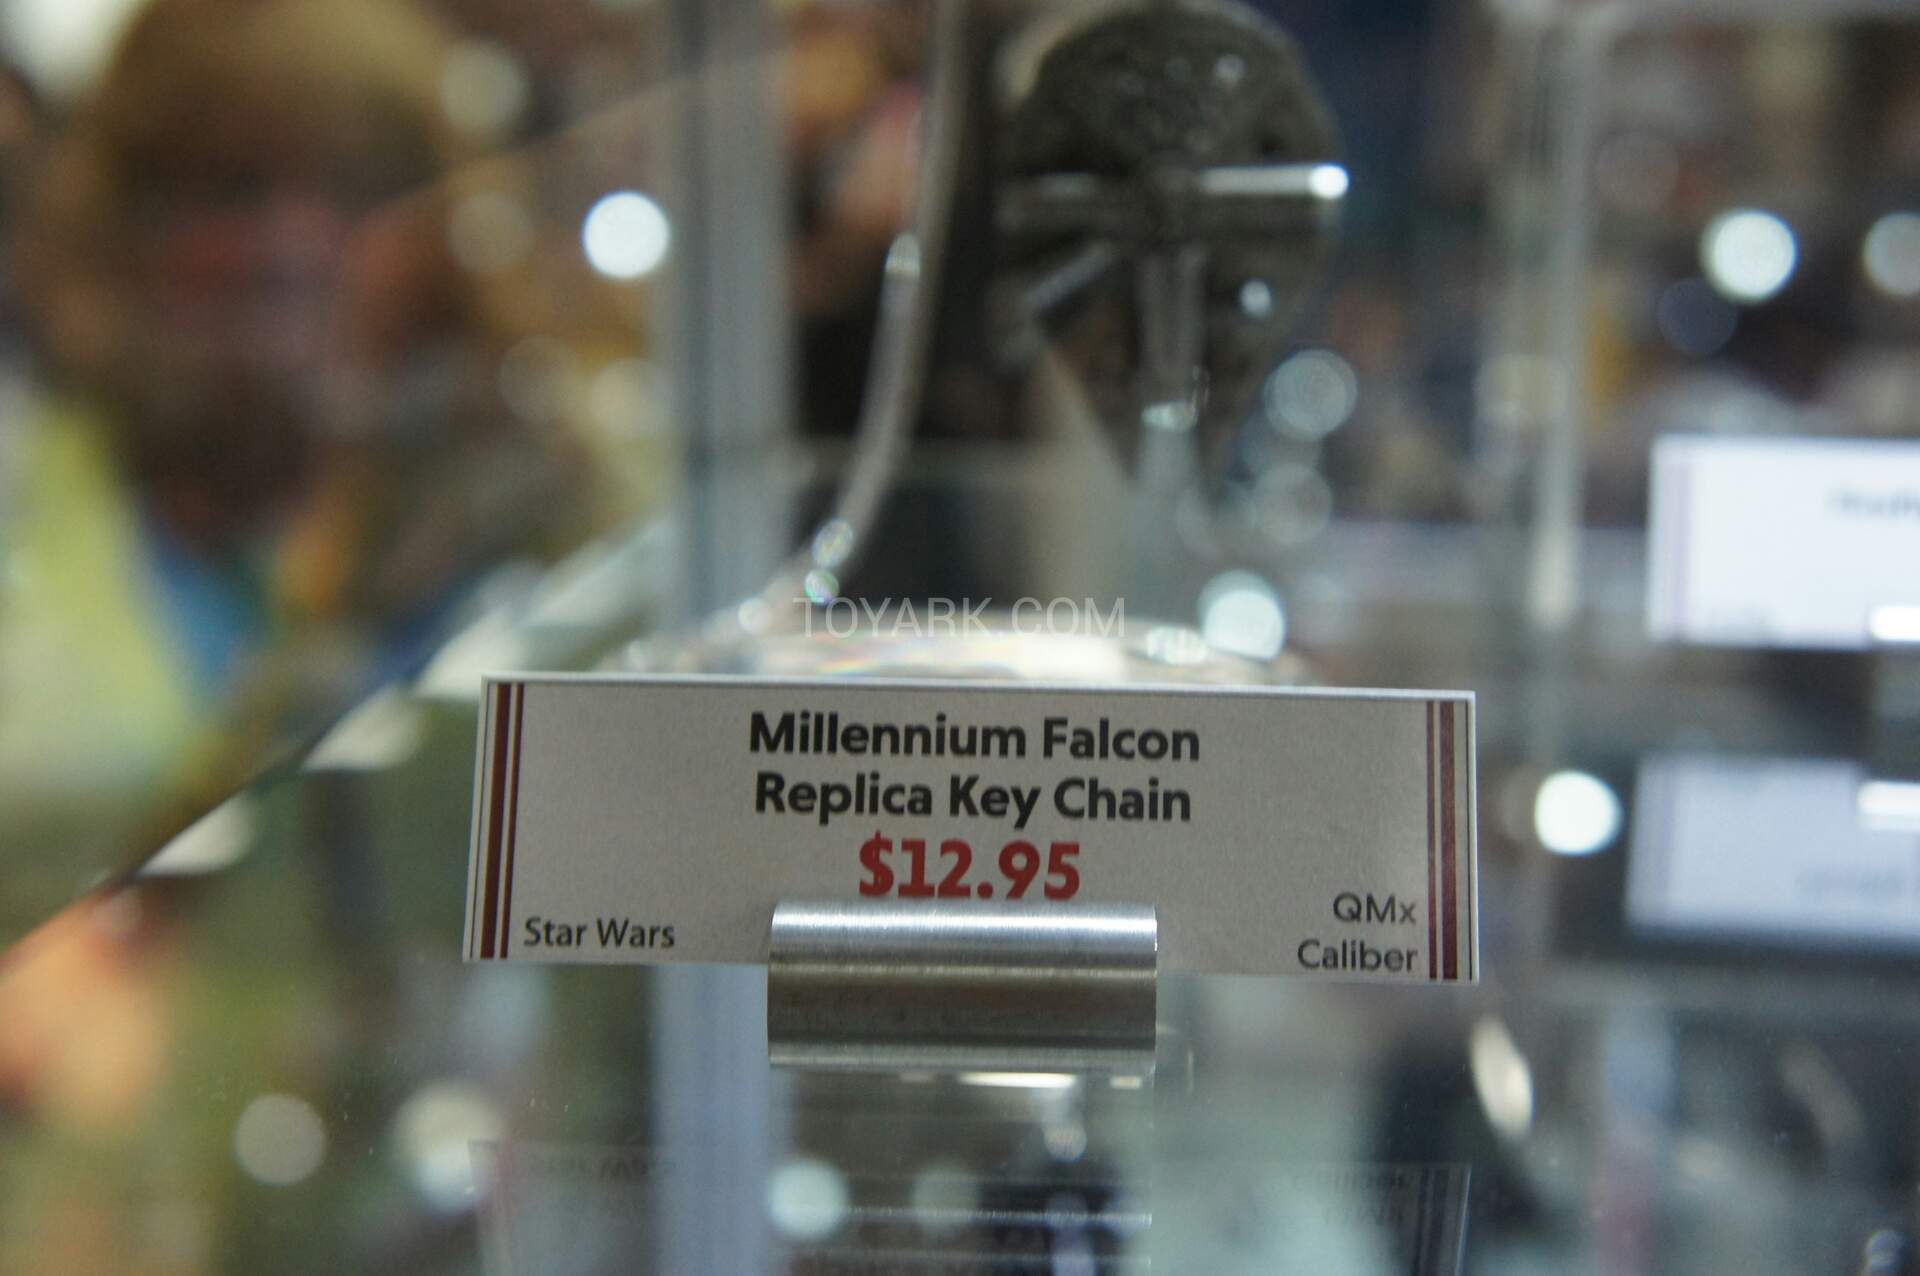 TOYARK.COM
Millennium Falcon
Replica Key Chain
$12.95
Star Wars
QMx
Caliber